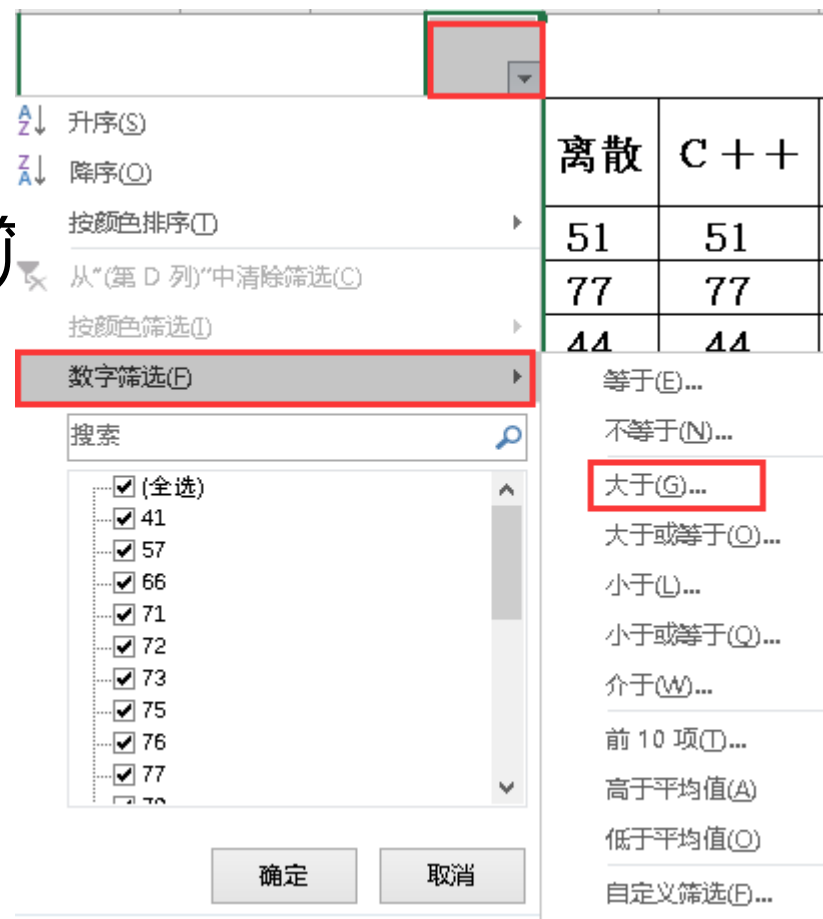 升序(S)
降序(O)
按颜色排序(T)
从"(第 D 列)"中清除筛选(C)
按颜色筛选(I)
数字筛选(F)
搜索
(全选)
41
57
66
71
72
73
75
76
77
确定
取消
离散 C++
51 51
77 77
44 44
等于(E)...
不等于(N)...
大于(G)...
大于或等于(O)...
小于(L)...
小于或等于(Q)...
介于(W)...
前 10 项(T)...
高于平均值(A)
低于平均值(O)
自定义筛选(F)...